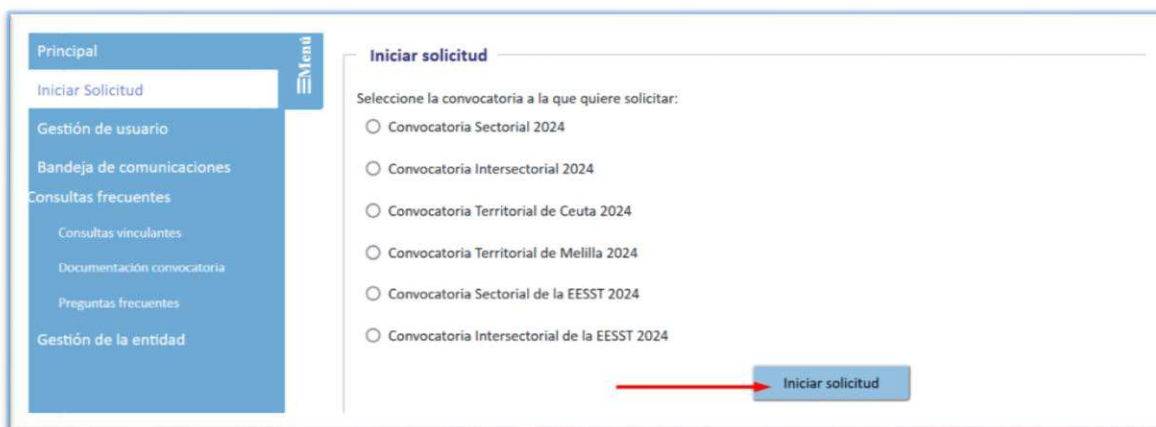 Principal
Iniciar Solicitud
Gestión de usuario
Bandeja de comunicaciones
Consultas frecuentes
Consultas vinculantes
Documentación convocatoria
Preguntas frecuentes
Gestión de la entidad
Menú
Iniciar solicitud
Seleccione la convocatoria a la que quiere solicitar:
Convocatoria Sectorial 2024
Convocatoria Intersectorial 2024
Convocatoria Territorial de Ceuta 2024
Convocatoria Territorial de Melilla 2024
Convocatoria Sectorial de la EESST 2024
Convocatoria Intersectorial de la EESST 2024
Iniciar solicitud